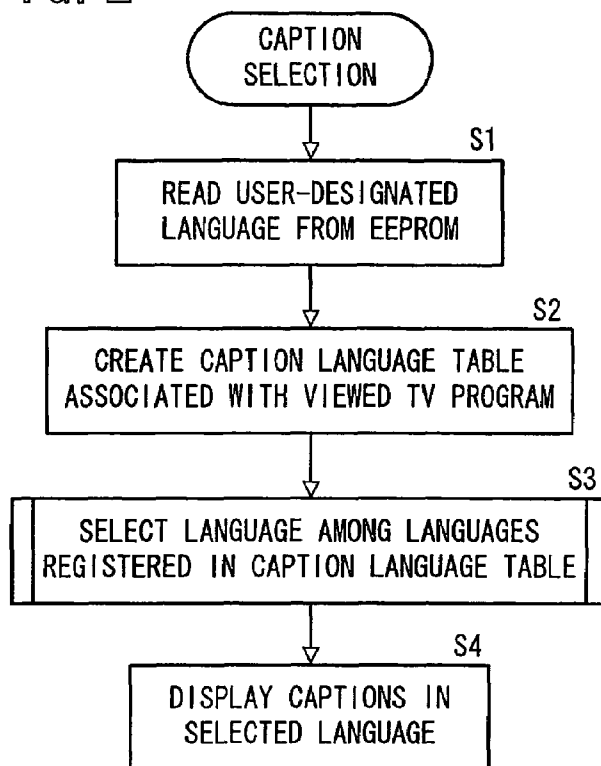 CAPTION
SELECTION
S1
READ USER-DESIGNATED
LANGUAGE FROM EEPROM
S2
CREATE CAPTION LANGUAGE TABLE
ASSOCIATED WITH VIEWED TV PROGRAM
S3
SELECT LANGUAGE AMONG LANGUAGES
REGISTERED IN CAPTION LANGUAGE TABLE
S4
DISPLAY CAPTIONS IN
SELECTED LANGUAGE